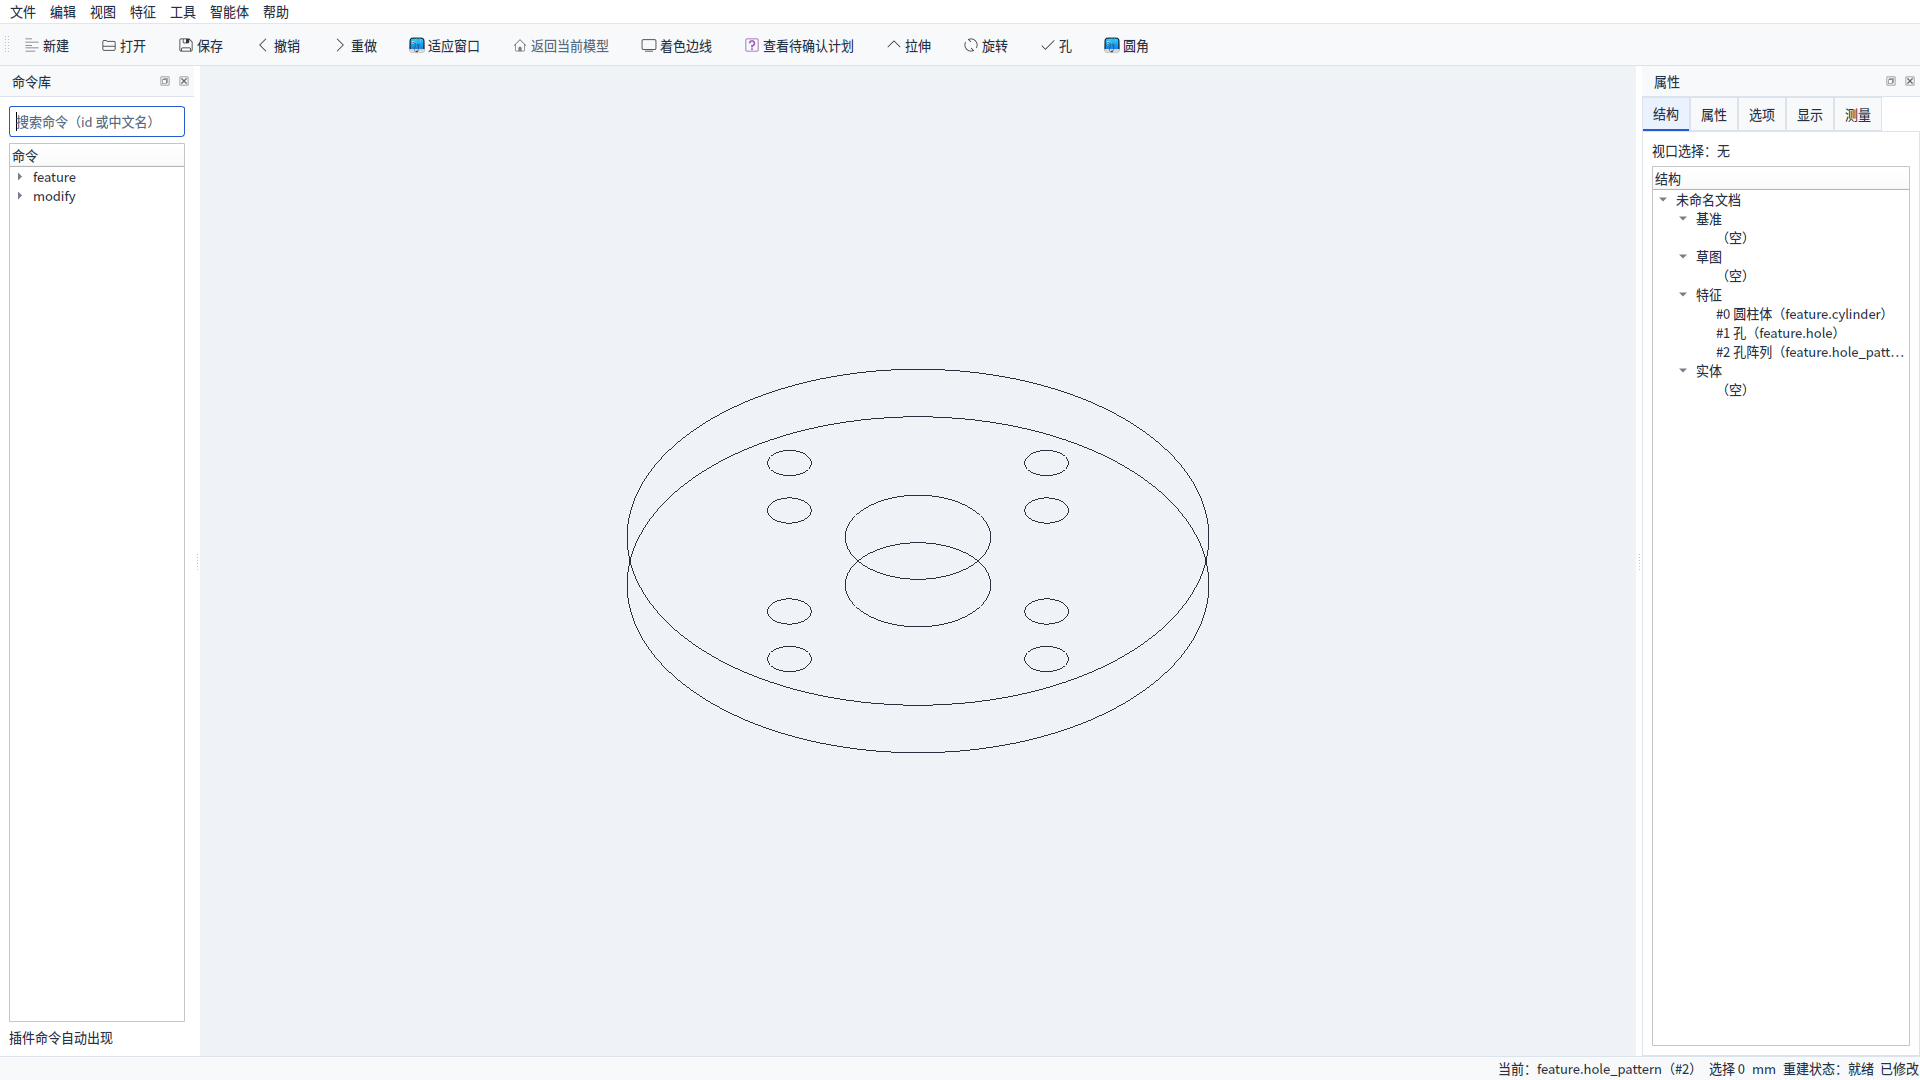 文件 编辑 视图 特征 工具 智能体 帮助
新建 打开 保存 撤销 重做 适应窗口 返回当前模型 着色边线 查看待确认计划 拉伸 旋转 孔 圆角
命令库
搜索命令（id 或中文名）
命令
feature
modify
插件命令自动出现
属性
结构 属性 选项 显示 测量
视口选择：无
结构
未命名文档
基准
（空）
草图
（空）
特征
#0 圆柱体（feature.cylinder）
#1 孔（feature.hole）
#2 孔阵列（feature.hole_patt...
实体
（空）
当前：feature.hole_pattern（#2） 选择 0 mm 重建状态：就绪 已修改